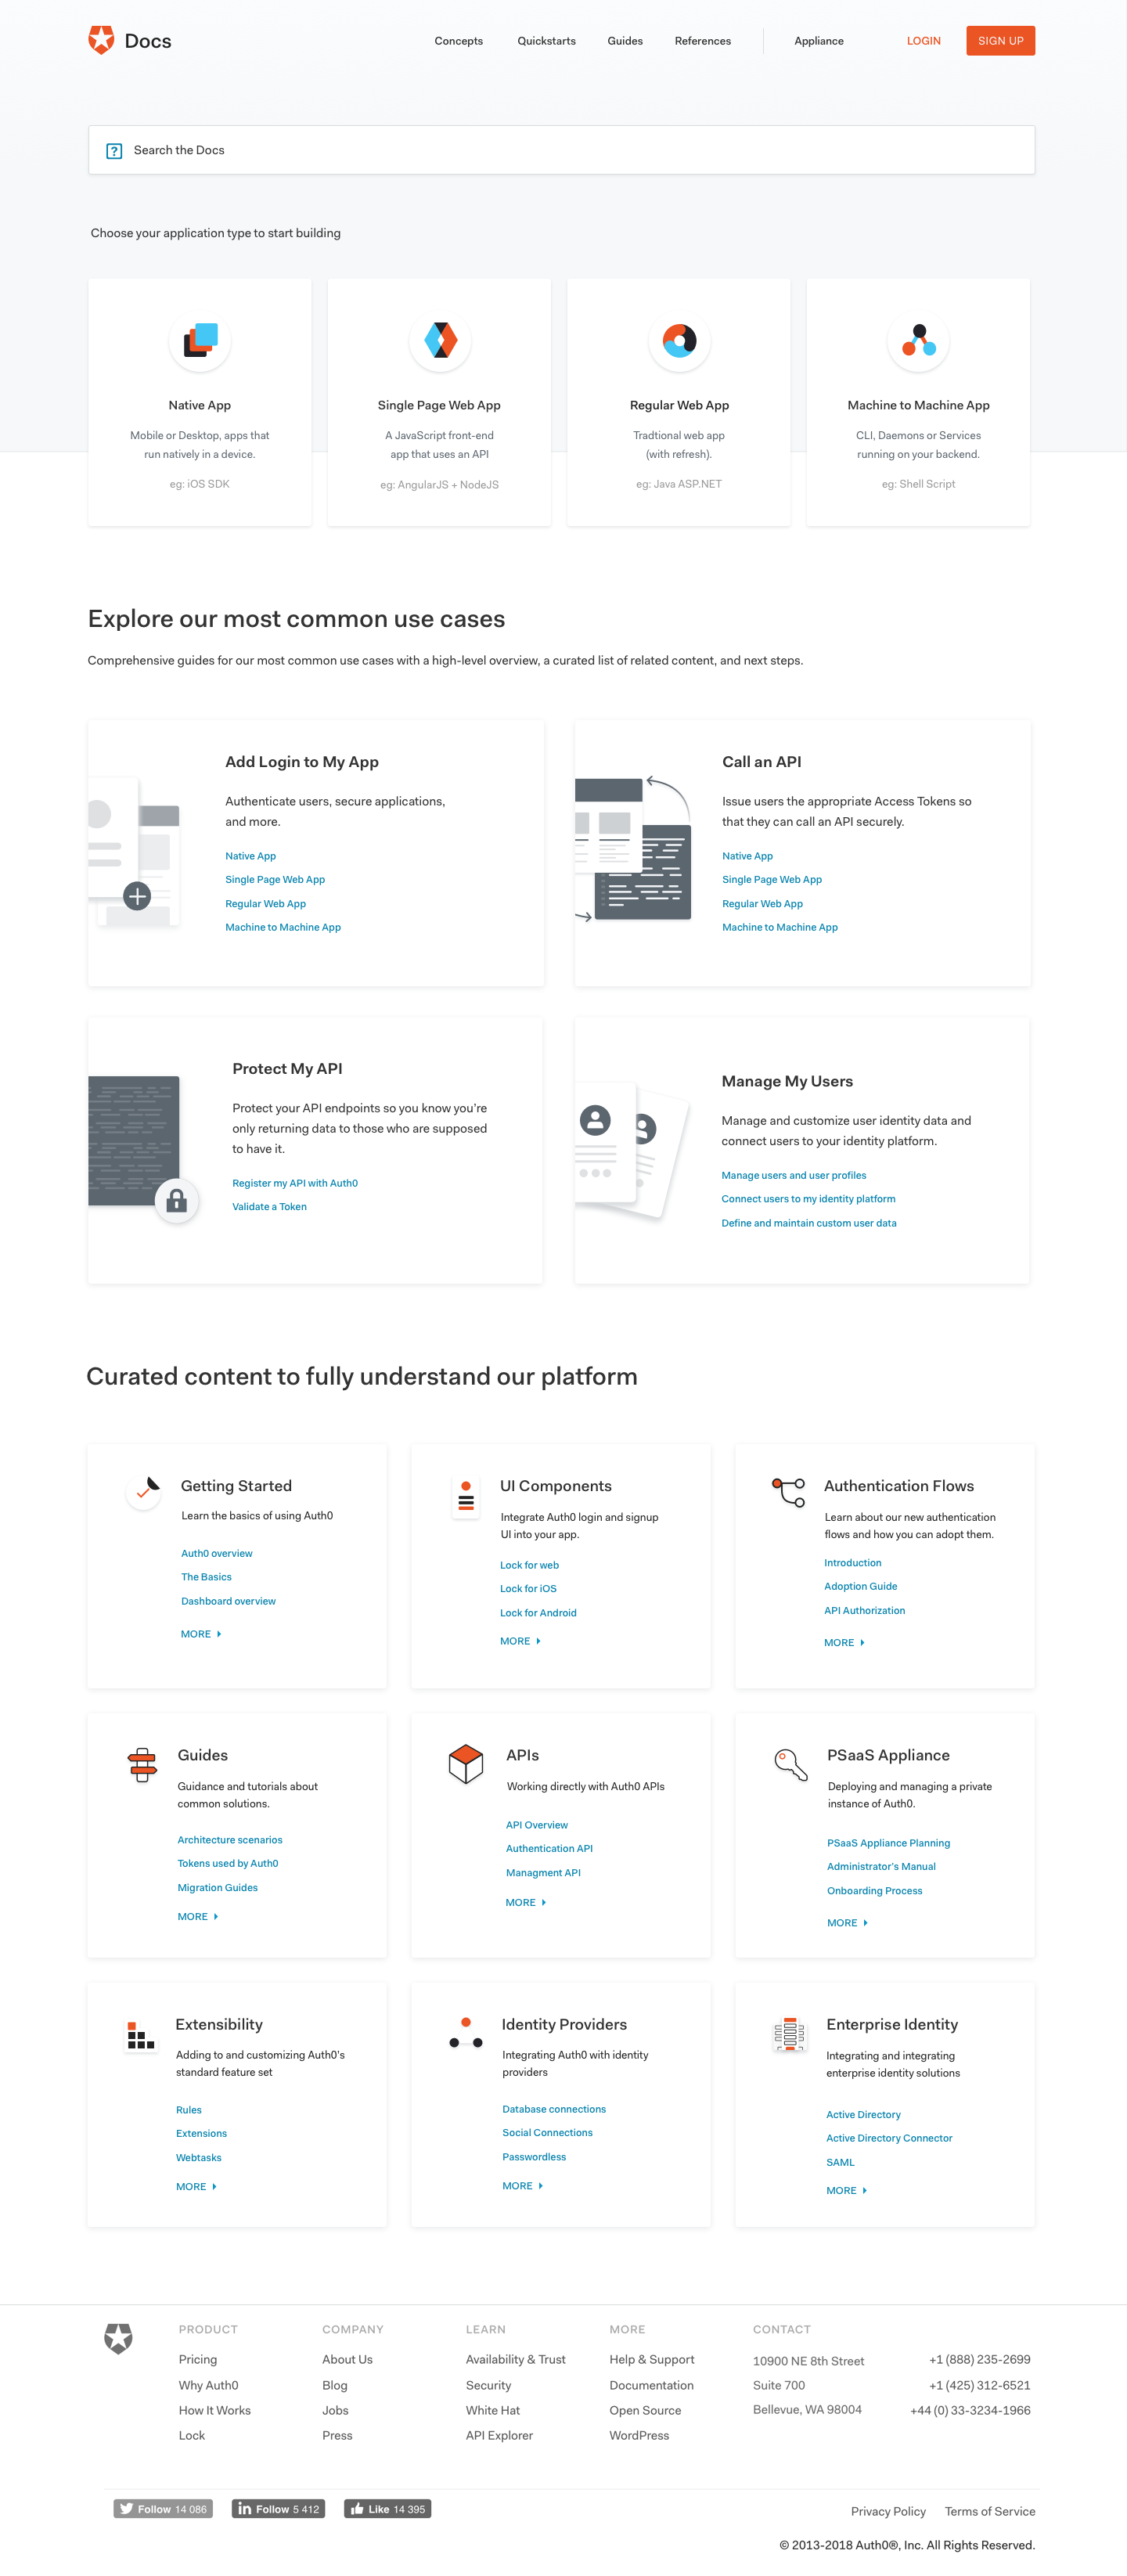 Docs
Concepts Quickstarts Guides References Appliance LOGIN SIGN UP
Search the Docs
Choose your application type to start building
Native App
Mobile or Desktop, apps that
run natively in a device.
eg: iOS SDK
Single Page Web App
A JavaScript front-end
app that uses an API
eg: AngularJS + NodeJS
Regular Web App
Tradtional web app
(with refresh).
eg: Java ASP.NET
Machine to Machine App
CLI, Daemons or Services
running on your backend.
eg: Shell Script
Explore our most common use cases
Comprehensive guides for our most common use cases with a high-level overview, a curated list of related content, and next steps.
Add Login to My App
Authenticate users, secure applications,
and more.
Native App
Single Page Web App
Regular Web App
Machine to Machine App
Call an API
Issue users the appropriate Access Tokens so
that they can call an API securely.
Native App
Single Page Web App
Regular Web App
Machine to Machine App
Protect My API
Protect your API endpoints so you know you're
only returning data to those who are supposed
to have it.
Register my API with Auth0
Validate a Token
Manage My Users
Manage and customize user identity data and
connect users to your identity platform.
Manage users and user profiles
Connect users to my identity platform
Define and maintain custom user data
Curated content to fully understand our platform
Getting Started
Learn the basics of using Auth0
Auth0 overview
The Basics
Dashboard overview
MORE
UI Components
Integrate Auth0 login and signup
UI into your app.
Lock for web
Lock for iOS
Lock for Android
MORE
Authentication Flows
Learn about our new authentication
flows and how you can adopt them.
Introduction
Adoption Guide
API Authorization
MORE
Guides
Guidance and tutorials about
common solutions.
Architecture scenarios
Tokens used by Auth0
Migration Guides
MORE
APIs
Working directly with Auth0 APIs
API Overview
Authentication API
Managment API
MORE
PSaaS Appliance
Deploying and managing a private
instance of Auth0.
PSaaS Appliance Planning
Administrator's Manual
Onboarding Process
MORE
Extensibility
Adding to and customizing Auth0's
standard feature set
Rules
Extensions
Webtasks
MORE
Identity Providers
Integrating Auth0 with identity
providers
Database connections
Social Connections
Passwordless
MORE
Enterprise Identity
Integrating and integrating
enterprise identity solutions
Active Directory
Active Directory Connector
SAML
MORE
PRODUCT
Pricing
Why Auth0
How It Works
Lock
COMPANY
About Us
Blog
Jobs
Press
LEARN
Availability & Trust
Security
White Hat
API Explorer
MORE
Help & Support
Documentation
Open Source
WordPress
CONTACT
10900 NE 8th Street
Suite 700
Bellevue, WA 98004
+1 (888) 235-2699
+1 (425) 312-6521
+44 (0) 33-3234-1966
Follow 14 086
Follow 5 412
Like 14 395
Privacy Policy Terms of Service
© 2013-2018 Auth0®, Inc. All Rights Reserved.